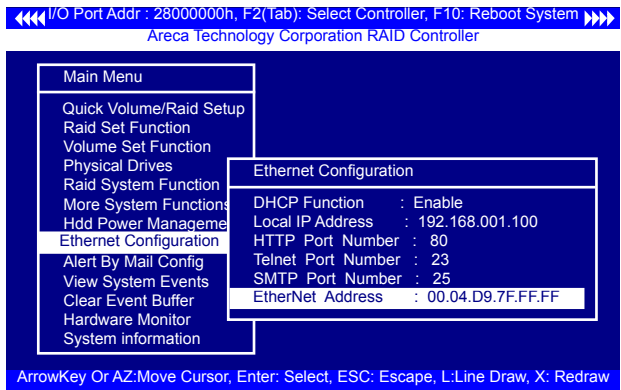 I/O Port Addr : 28000000h, F2(Tab): Select Controller, F10: Reboot System
Areca Technology Corporation RAID Controller
Main Menu
Quick Volume/Raid Setup
Raid Set Function
Volume Set Function
Physical Drives
Raid System Function
More System Functions
Hdd Power Manageme
Ethernet Configuration
Alert By Mail Config
View System Events
Clear Event Buffer
Hardware Monitor
System information
Ethernet Configuration
DHCP Function : Enable
Local IP Address : 192.168.001.100
HTTP Port Number : 80
Telnet Port Number : 23
SMTP Port Number : 25
EtherNet Address : 00.04.D9.7F.FF.FF
ArrowKey Or AZ:Move Cursor, Enter: Select, ESC: Escape, L:Line Draw, X: Redraw